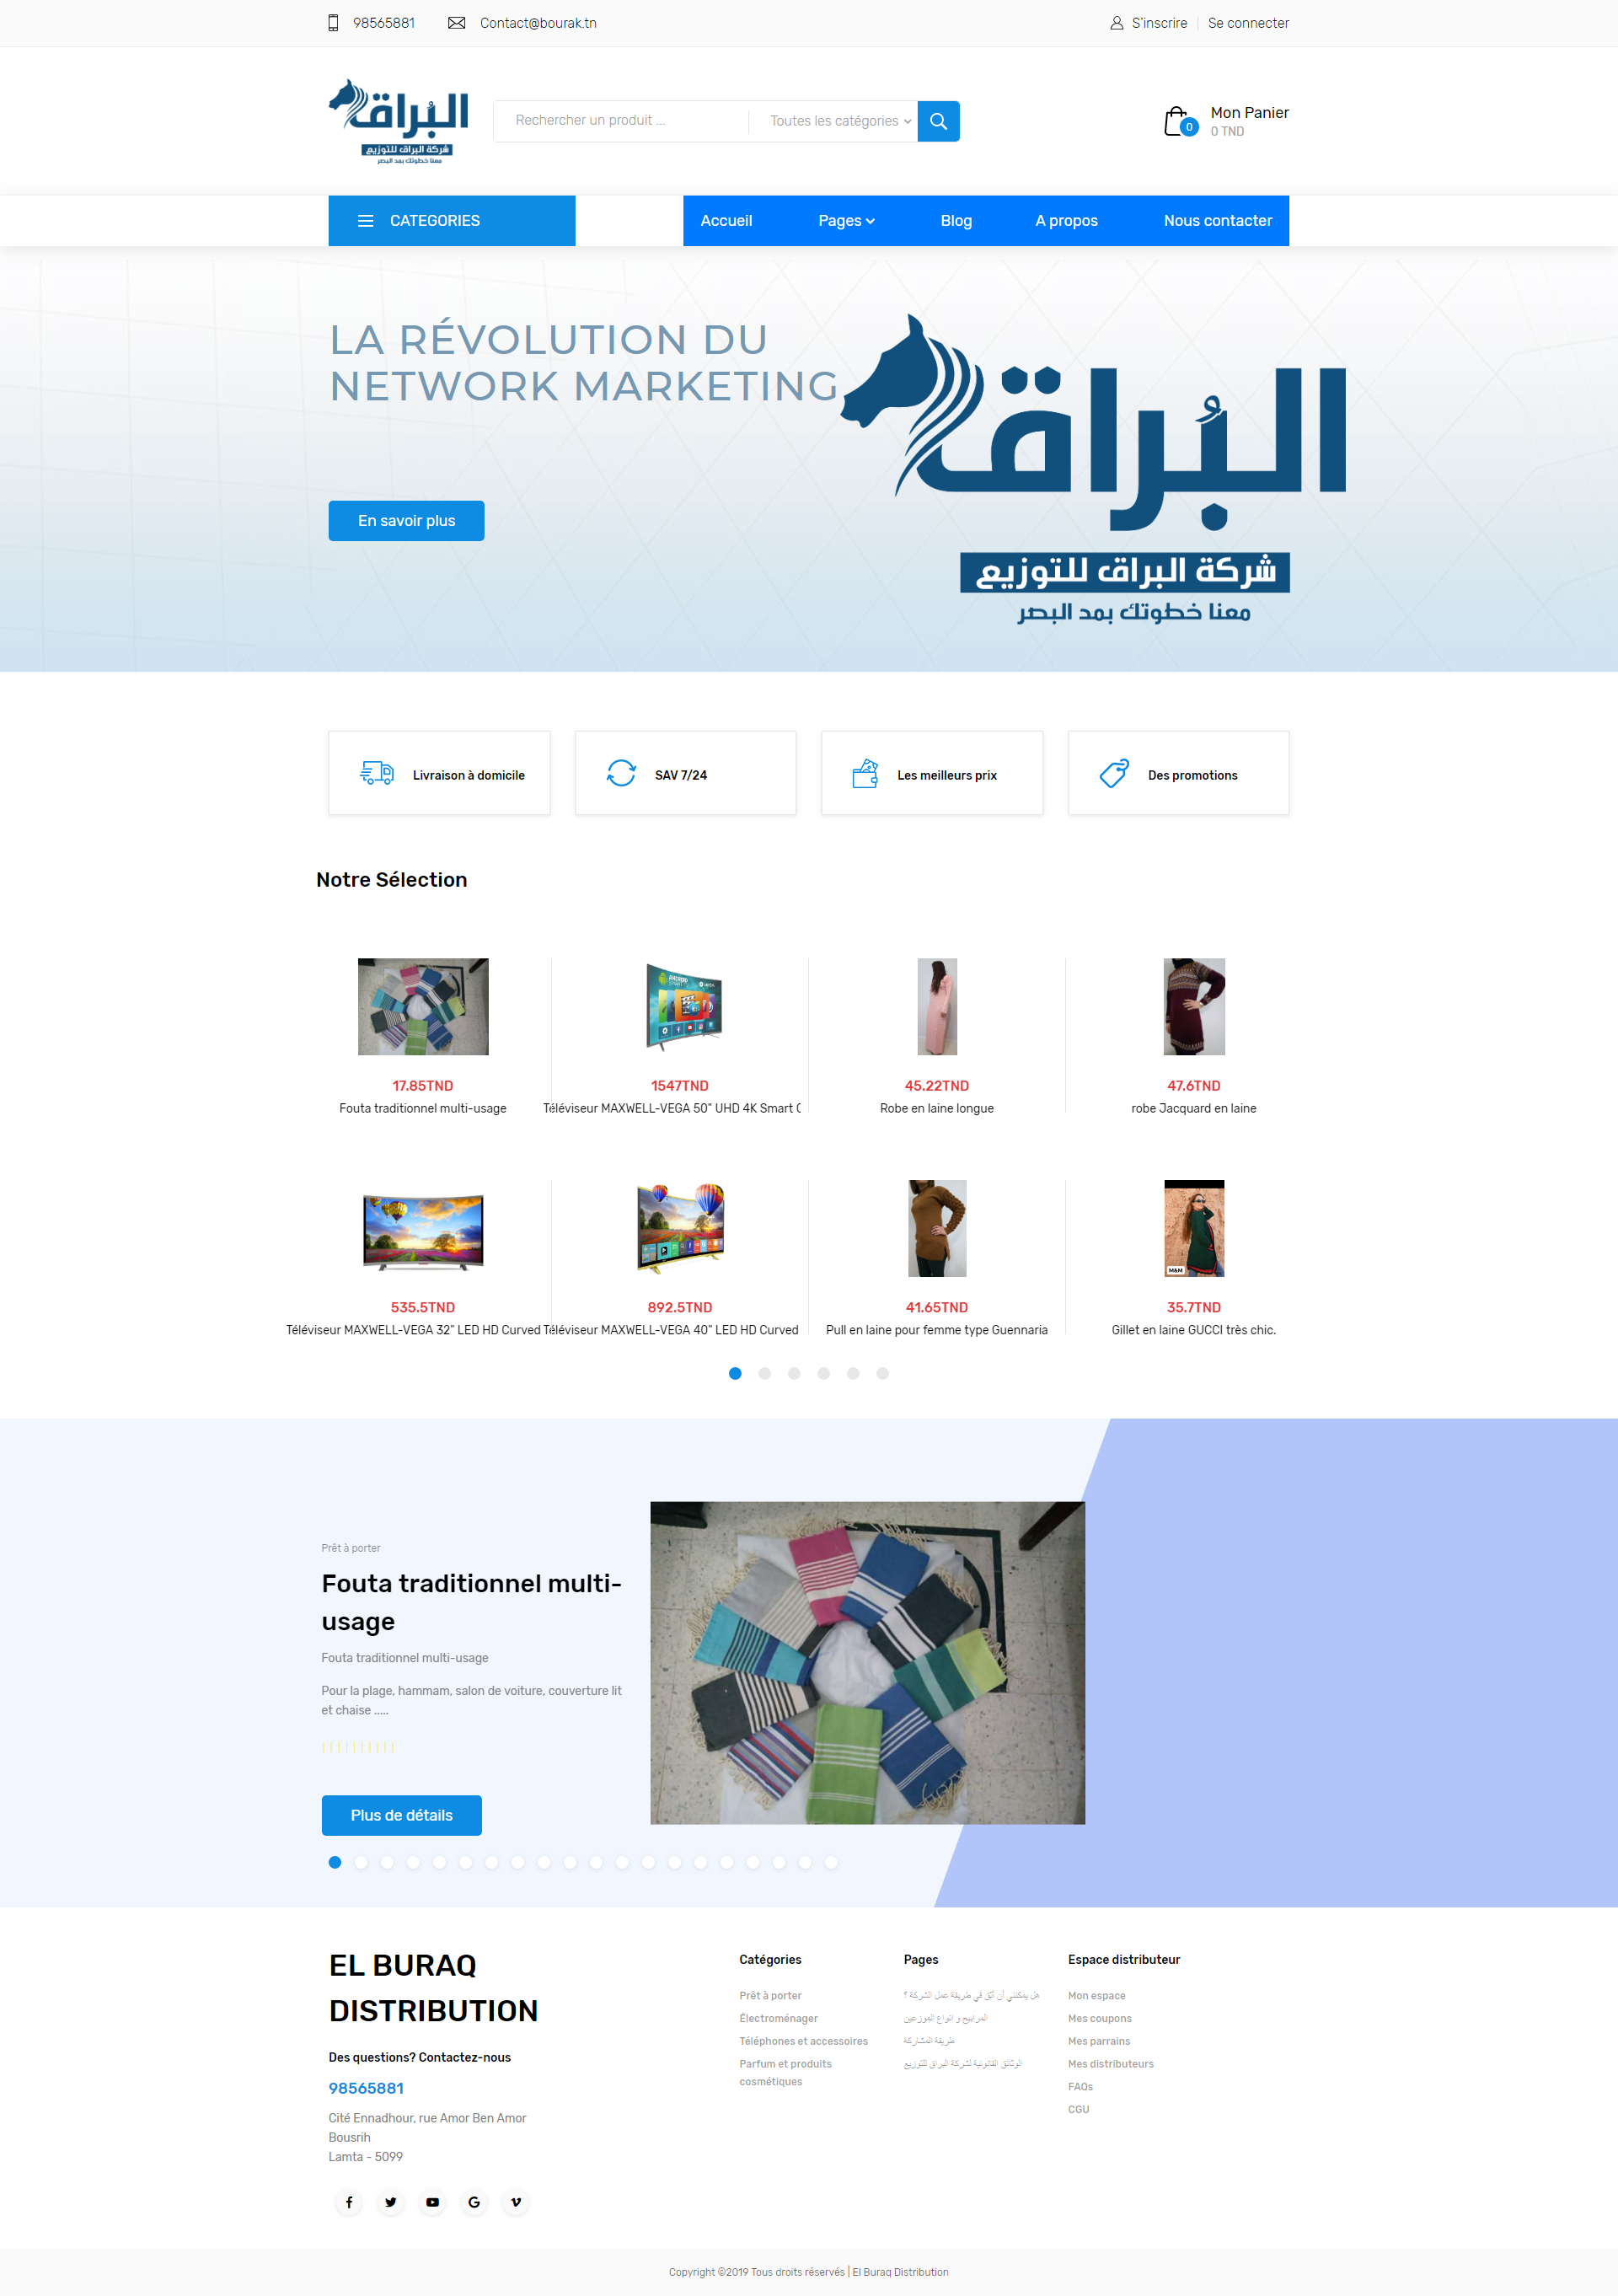 98565881
Contact@bourak.tn
S'inscrire
Se connecter
البُراق
شركة البراق للتوزيع
معنا خطوتك بمد البصر
Rechercher un produit ...
Toutes les catégories
0
Mon Panier
0 TND
CATEGORIES
Accueil
Pages
Blog
A propos
Nous contacter
LA RÉVOLUTION DU
NETWORK MARKETING
En savoir plus
البُراق
شركة البراق للتوزيع
معنا خطوتك بمد البصر
Livraison à domicile
SAV 7/24
Les meilleurs prix
Des promotions
Notre Sélection
17.85TND
Fouta traditionnel multi-usage
1547TND
Téléviseur MAXWELL-VEGA 50" UHD 4K Smart
45.22TND
Robe en laine longue
47.6TND
robe Jacquard en laine
535.5TND
Téléviseur MAXWELL-VEGA 32" LED HD Curved
892.5TND
Téléviseur MAXWELL-VEGA 40" LED HD Curved
41.65TND
Pull en laine pour femme type Guennaria
M&M
35.7TND
Gillet en laine GUCCI très chic.
Prêt à porter
Fouta traditionnel multi-
usage
Fouta traditionnel multi-usage
Pour la plage, hammam, salon de voiture, couverture lit
et chaise .....
Plus de détails
EL BURAQ
DISTRIBUTION
Des questions? Contactez-nous
98565881
Cité Ennadhour, rue Amor Ben Amor
Bousrih
Lamta - 5099
Catégories
Prêt à porter
Électroménager
Téléphones et accessoires
Parfum et produits
cosmétiques
Pages
هل يمكنني أن أثق في طريقة عمل الشركة ؟
المرابيح و انواع الموزعين
طريقة المشاركة
الوثائق القانونية لشركة البراق للتوزيع
Espace distributeur
Mon espace
Mes coupons
Mes parrains
Mes distributeurs
FAQs
CGU
Copyright ©2019 Tous droits réservés | El Buraq Distribution